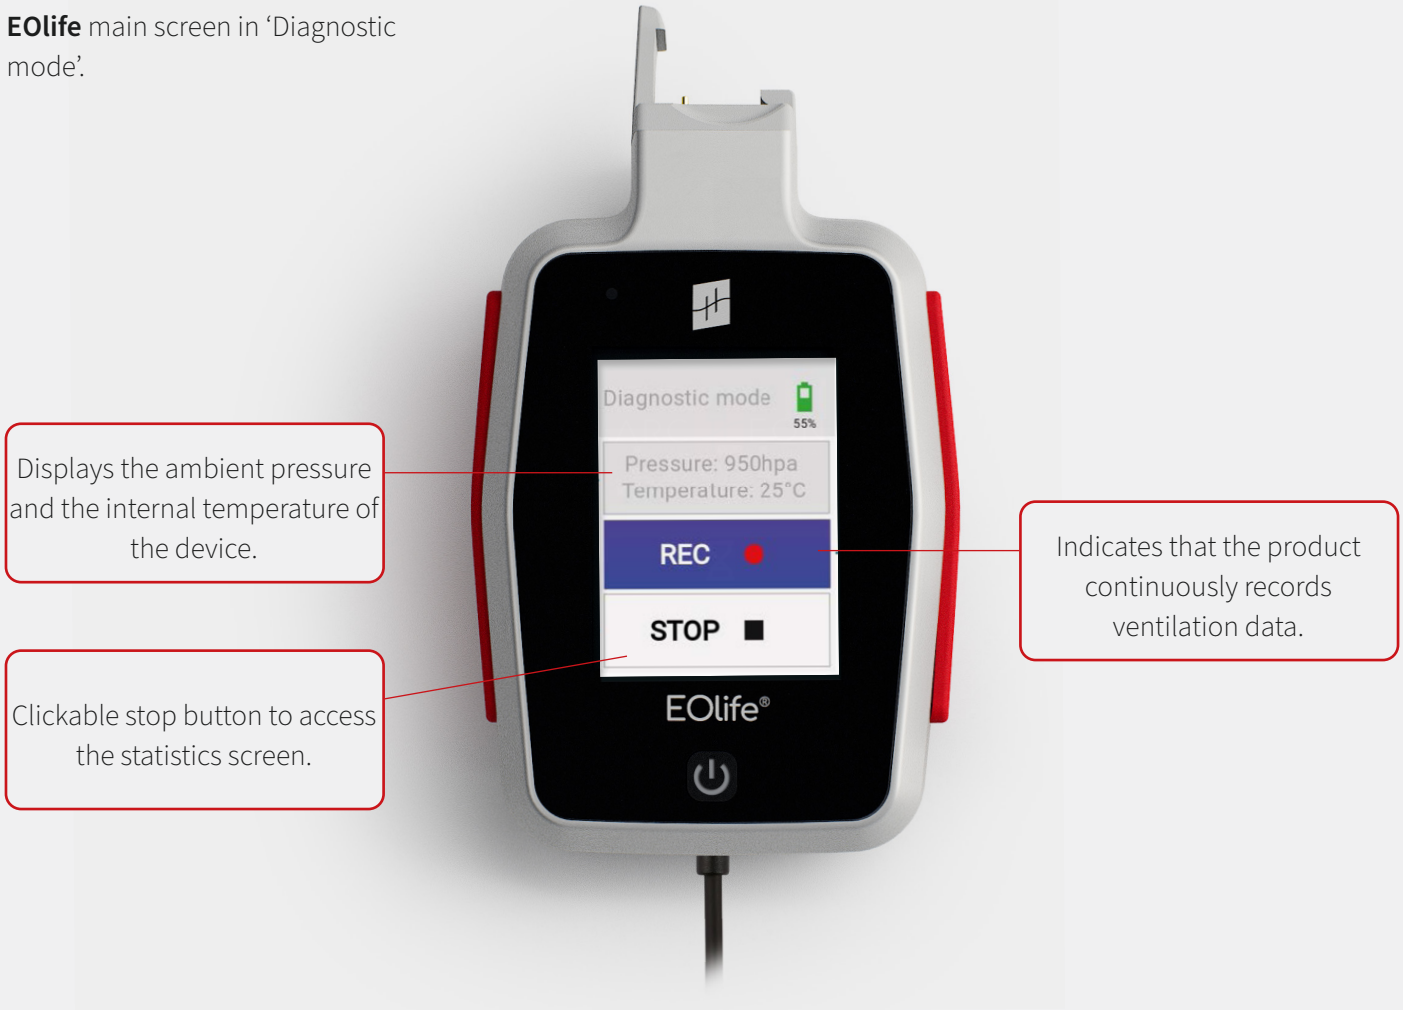 EOlife main screen in ‘Diagnostic
mode’.
Diagnostic mode
55%
Pressure: 950hpa
Temperature: 25°C
REC
STOP
EOlife®
Displays the ambient pressure
and the internal temperature of
the device.
Clickable stop button to access
the statistics screen.
Indicates that the product
continuously records
ventilation data.